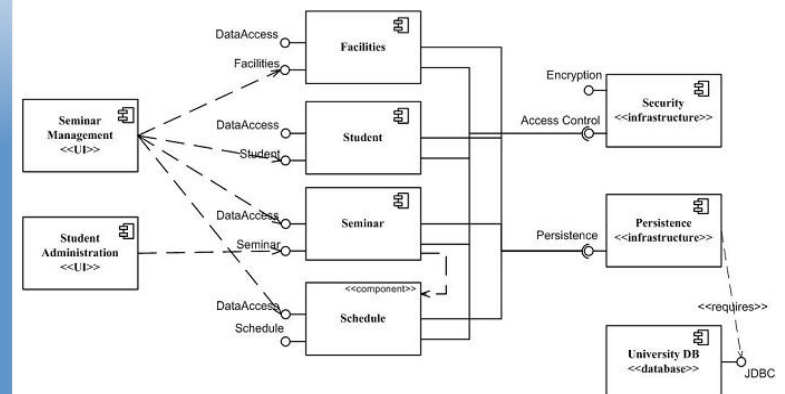 DataAccess
Facilities
Facilities
Encryption
Security
<<infrastructure>>
Access Control
Seminar
Management
<<UI>>
DataAccess
Student
Student
DataAccess
Seminar
Seminar
Persistence
Persistence
<<infrastructure>>
Student
Administration
<<UI>>
<<component>>
DataAccess
Schedule
Schedule
<<requires>>
University DB
<<database>>
JDBC